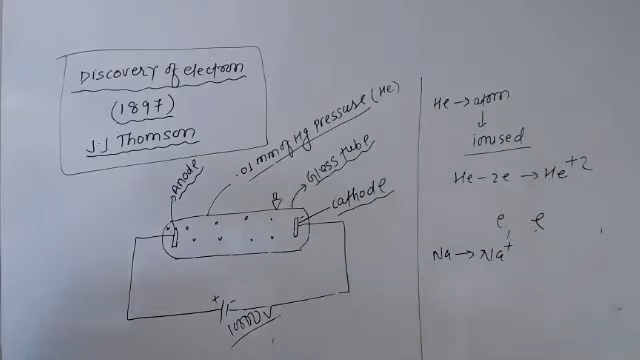 Discovery of electron
(1897)
JJ Thomson
.01 mm of Hg pressure (He)
Anode
Glass tube
cathode
+ -
10000V
He → atom
↓
ionised
He - 2e → He+2
e, e
Na → Na+